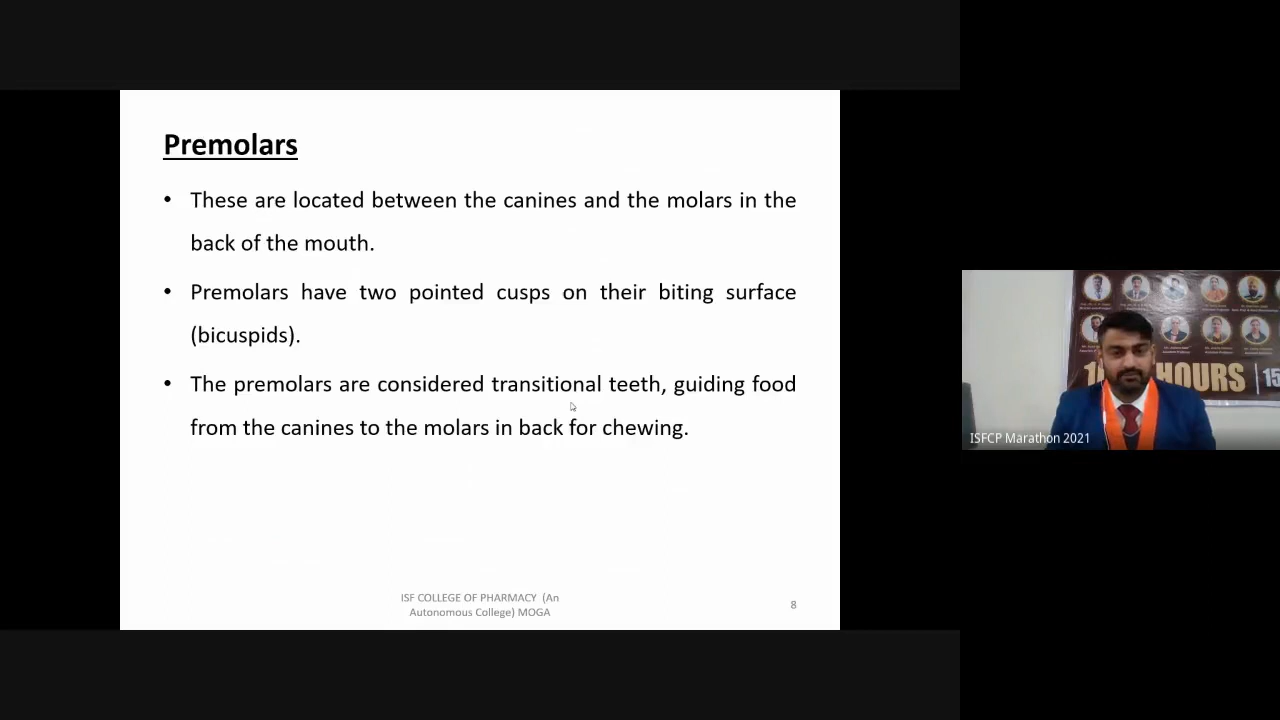 Premolars
• These are located between the canines and the molars in the
back of the mouth.
• Premolars have two pointed cusps on their biting surface
(bicuspids).
• The premolars are considered transitional teeth, guiding food
from the canines to the molars in back for chewing.
ISF COLLEGE OF PHARMACY (An
Autonomous College) MOGA
8
HOURS
15
ISFCP Marathon 2021